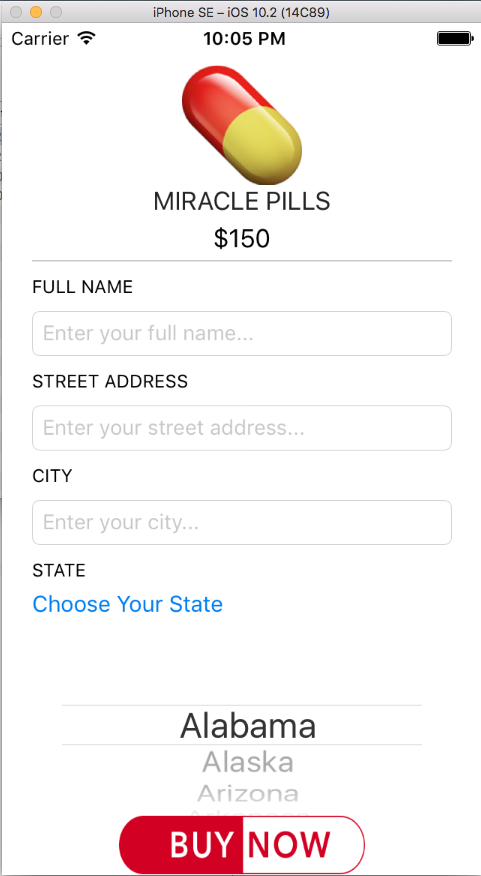 iPhone SE – iOS 10.2 (14C89)
Carrier 10:05 PM
MIRACLE PILLS
$150
FULL NAME
Enter your full name...
STREET ADDRESS
Enter your street address...
CITY
Enter your city...
STATE
Choose Your State
Alabama
Alaska
Arizona
Arkansas
BUY NOW